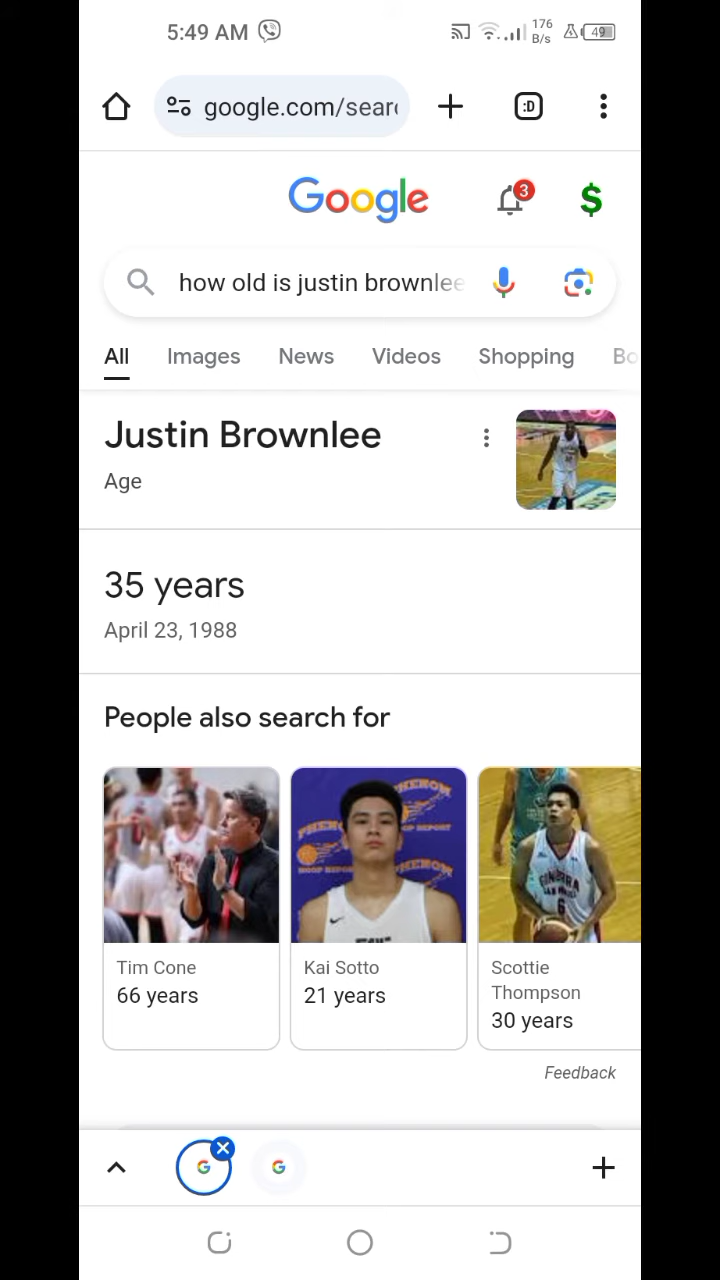 5:49 AM
176
B/s
49
google.com/sear
:D
Google
3
$
how old is justin brownlee
All Images News Videos Shopping Bo
Justin Brownlee
Age
35 years
April 23, 1988
People also search for
Tim Cone
66 years
Kai Sotto
21 years
Scottie
Thompson
30 years
Feedback